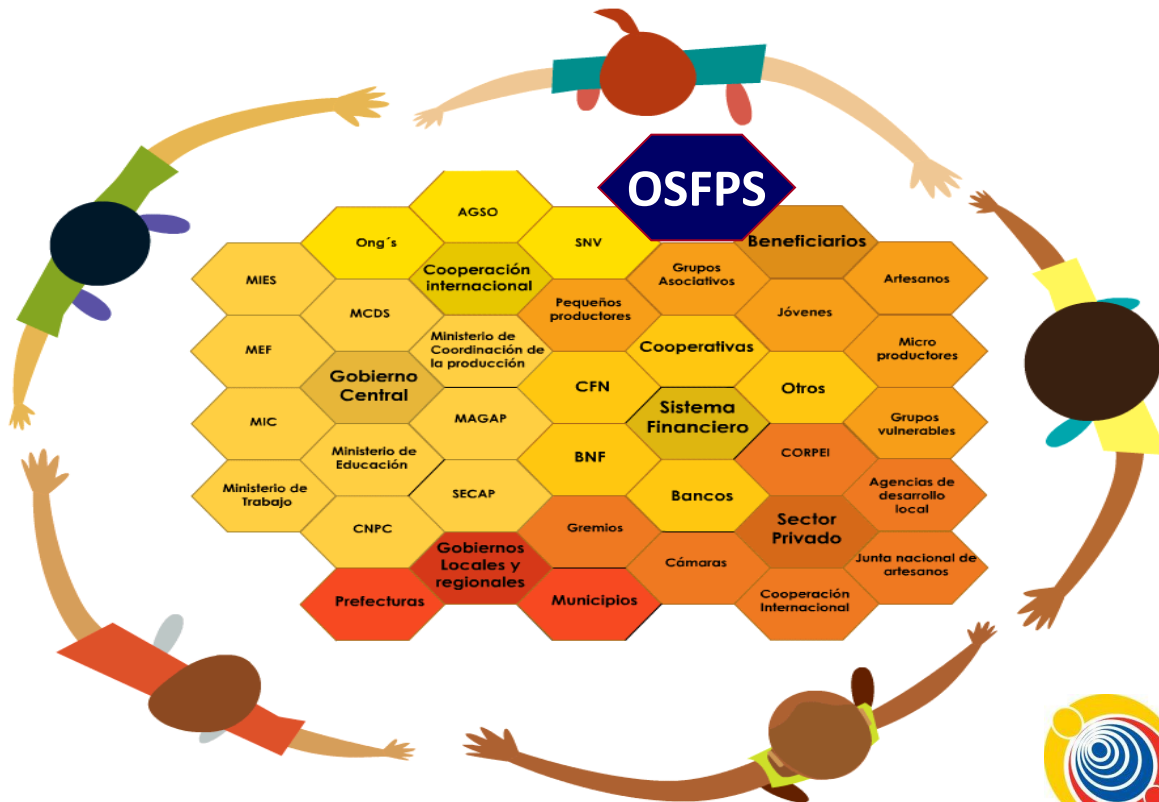 OSFPS
AGSO
Ong´s
SNV
Beneficiarios
MIES
Cooperación
internacional
Grupos
Asociativos
Artesanos
MCDS
Pequeños
productores
Jóvenes
MEF
Ministerio de
Coordinación de
la producción
Cooperativas
Micro
productores
Gobierno
Central
CFN
Otros
MIC
MAGAP
Sistema
Financiero
Grupos
vulnerables
Ministerio de
Educación
BNF
CORPEI
Ministerio de
Trabajo
SECAP
Bancos
Agencias de
desarrollo
local
CNPC
Gremios
Sector
Privado
Gobiernos
Locales y
regionales
Cámaras
Junta nacional de
artesanos
Prefecturas
Municipios
Cooperación
Internacional